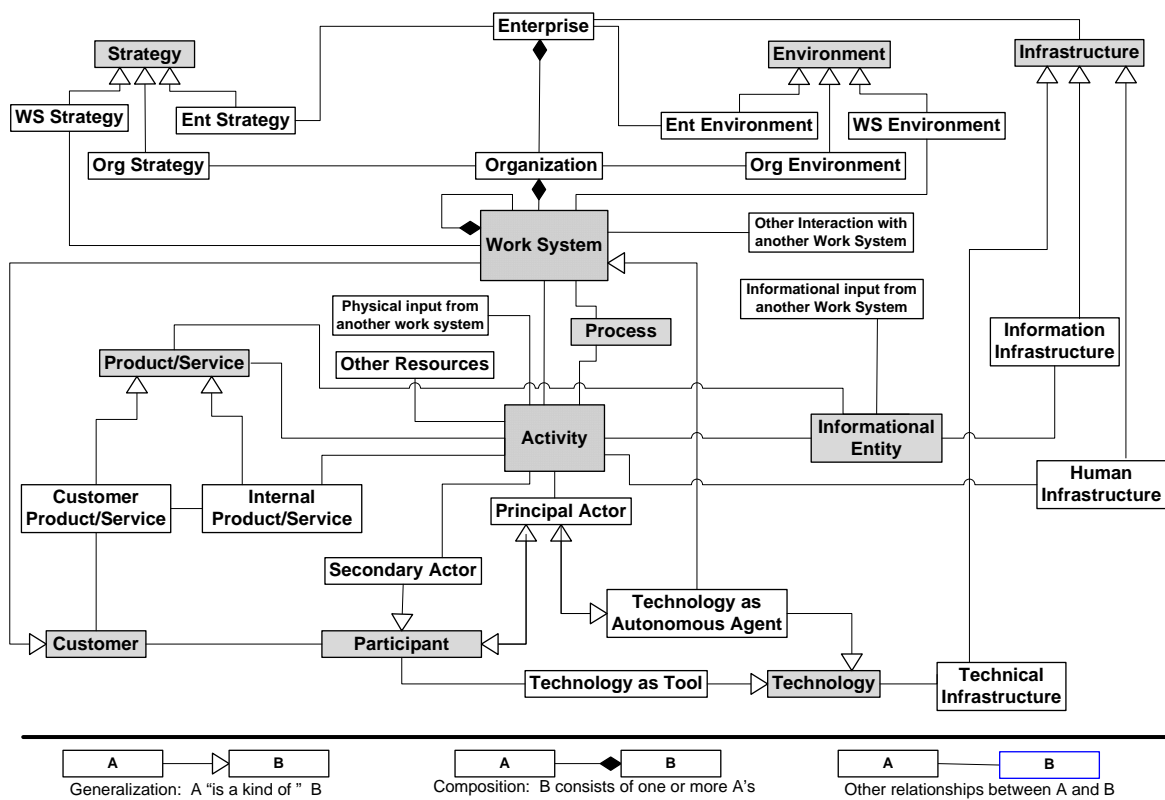 Enterprise
Strategy
Environment
Infrastructure
WS Strategy
Ent Strategy
Ent Environment
WS Environment
Org Strategy
Organization
Org Environment
Work System
Other Interaction with
another Work System
Physical input from
another work system
Informational input from
another Work System
Process
Information
Infrastructure
Product/Service
Other Resources
Activity
Informational
Entity
Human
Infrastructure
Customer
Product/Service
Internal
Product/Service
Principal Actor
Secondary Actor
Technology as
Autonomous Agent
Customer
Participant
Technology as Tool
Technology
Technical
Infrastructure
A
B
Generalization: A “is a kind of ” B
A
B
Composition: B consists of one or more A's
A
B
Other relationships between A and B